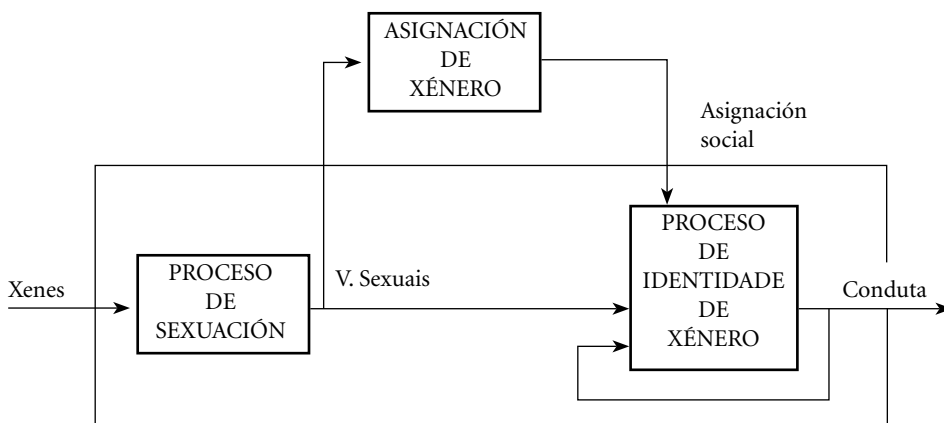 ASIGNACIÓN
DE
XÉNERO
Asignación
social
Xenes
PROCESO
DE
SEXUACIÓN
V. Sexuais
PROCESO
DE
IDENTIDADE
DE
XÉNERO
Conduta